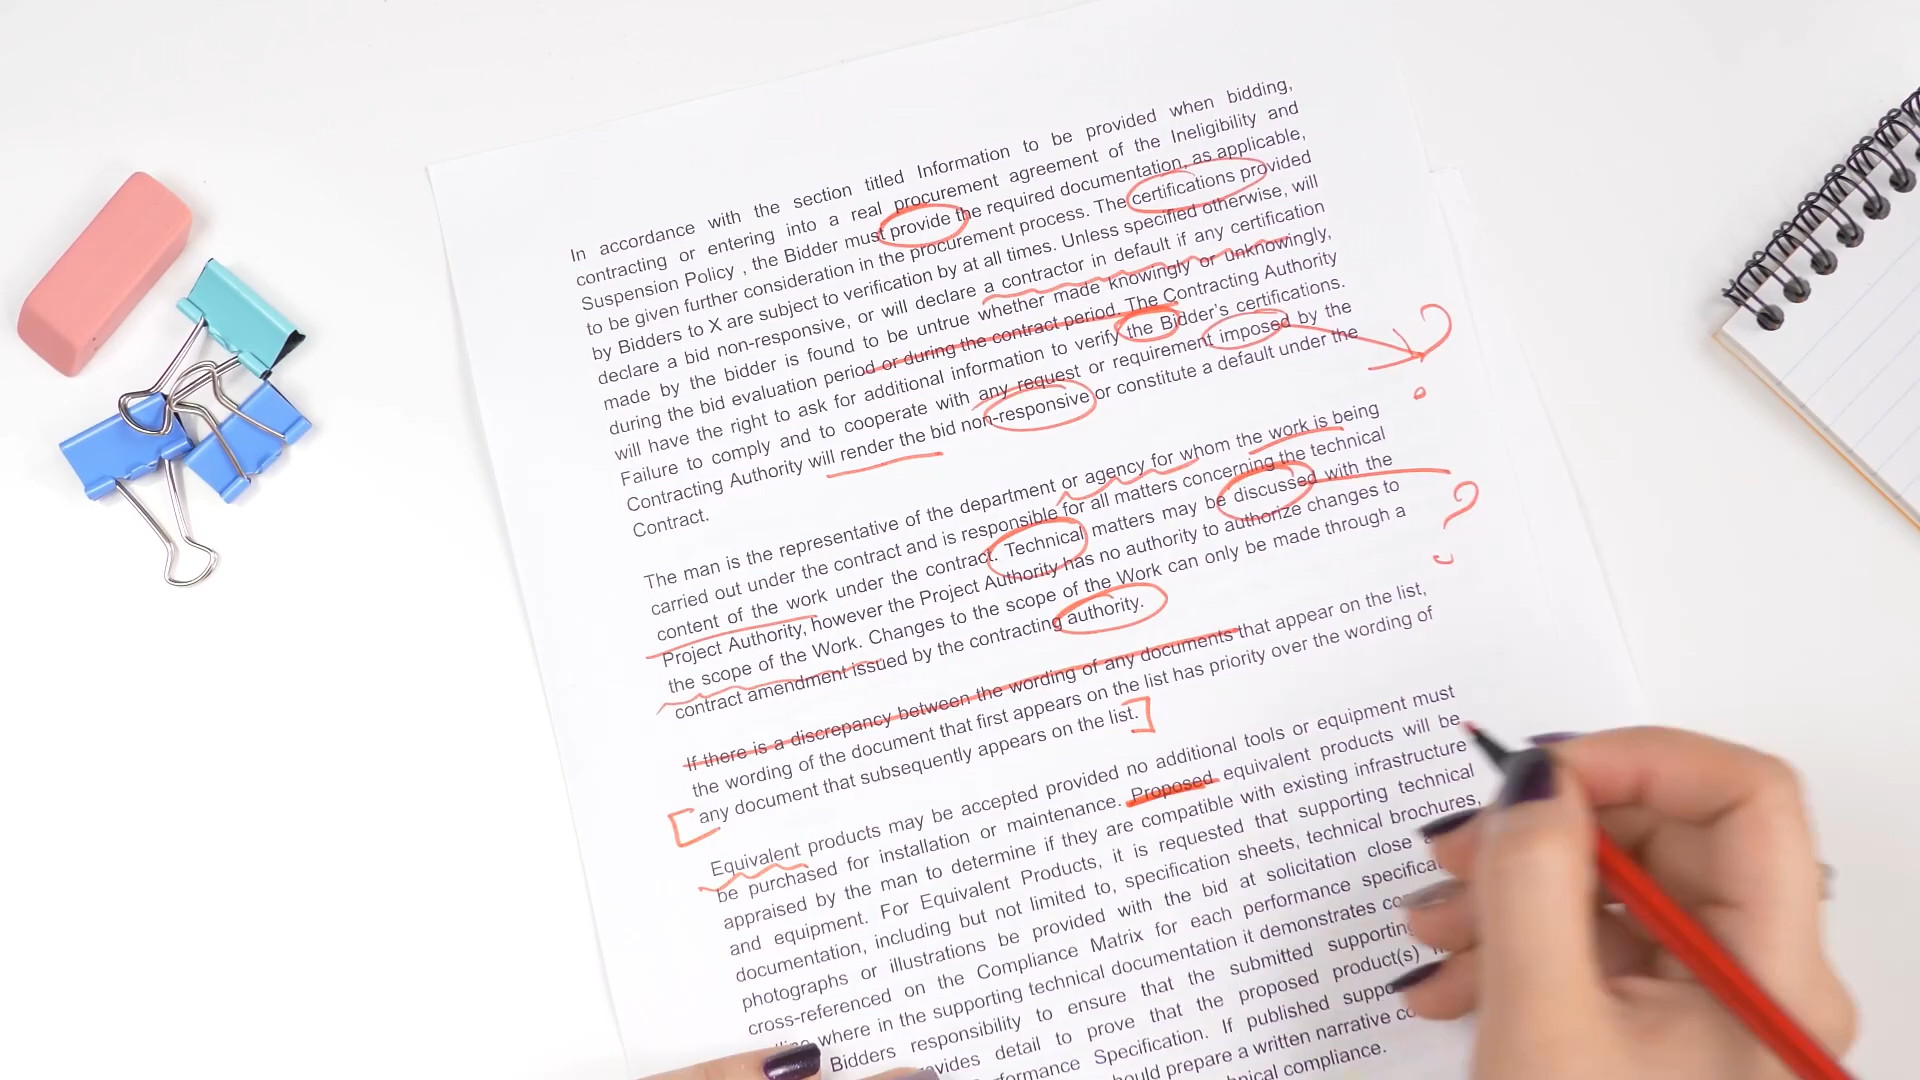 In accordance with the section titled Information to be provided when bidding,
contracting or entering into a real procurement agreement of the Ineligibility and
Suspension Policy , the Bidder must provide the required documentation, as applicable,
to be given further consideration in the procurement process. The certifications provided
by Bidders to X are subject to verification by at all times. Unless specified otherwise, will
declare a bid non-responsive, or will declare a contractor in default if any certification
made by the bidder is found to be untrue whether made knowingly or unknowingly,
during the bid evaluation period or during the contract period. The Contracting Authority
will have the right to ask for additional information to verify the Bidder's certifications.
Failure to comply and to cooperate with any request or requirement imposed by the
Contracting Authority will render the bid non-responsive or constitute a default under the
Contract.
The man is the representative of the department or agency for whom the work is being
carried out under the contract and is responsible for all matters concerning the technical
content of the work under the contract. Technical matters may be discussed with the
Project Authority, however the Project Authority has no authority to authorize changes to
the scope of the Work. Changes to the scope of the Work can only be made through a
contract amendment issued by the contracting authority.
If there is a discrepancy between the wording of any documents that appear on the list,
the wording of the document that first appears on the list has priority over the wording of
any document that subsequently appears on the list.
Equivalent products may be accepted provided no additional tools or equipment must
be purchased for installation or maintenance. Proposed equivalent products will be
appraised by the man to determine if they are compatible with existing infrastructure
and equipment. For Equivalent Products, it is requested that supporting technical
documentation, including but not limited to, specification sheets, technical brochures,
photographs or illustrations be provided with the bid at solicitation close
cross-referenced on the Compliance Matrix for each performance
where in the supporting technical documentation it demonstrates
Bidders responsibility to ensure that the submitted supporting
detail to prove that the proposed product(s)
Specification. If published
prepare a written narrative
compliance.
?
?